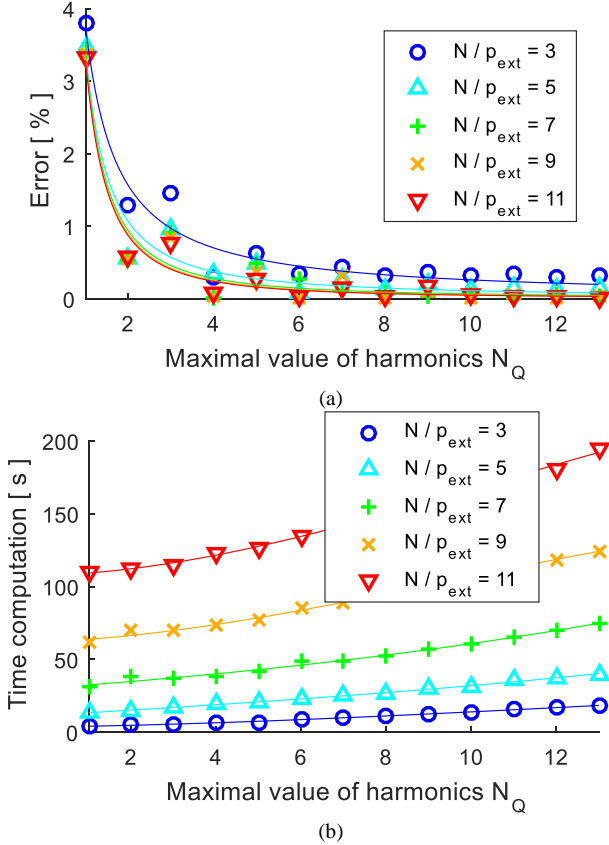 4
3
2
1
0
Error [ % ]
N / p_ext = 3
N / p_ext = 5
N / p_ext = 7
N / p_ext = 9
N / p_ext = 11
2 4 6 8 10 12
Maximal value of harmonics N_Q
(a)
200
150
100
50
0
Time computation [ s ]
N / p_ext = 3
N / p_ext = 5
N / p_ext = 7
N / p_ext = 9
N / p_ext = 11
2 4 6 8 10 12
Maximal value of harmonics N_Q
(b)